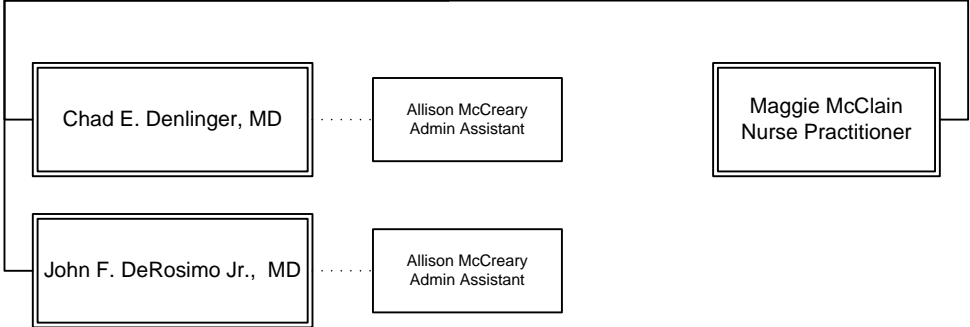 Chad E. Denlinger, MD
Allison McCreary
Admin Assistant
Maggie McClain
Nurse Practitioner
John F. DeRosimo Jr.,  MD
Allison McCreary
Admin Assistant